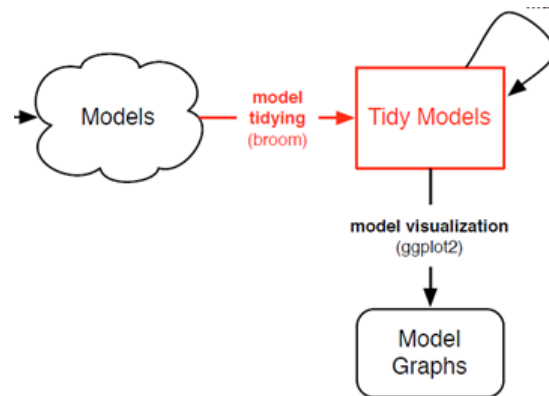 Models
model
tidying
(broom)
Tidy Models
model visualization
(ggplot2)
Model
Graphs